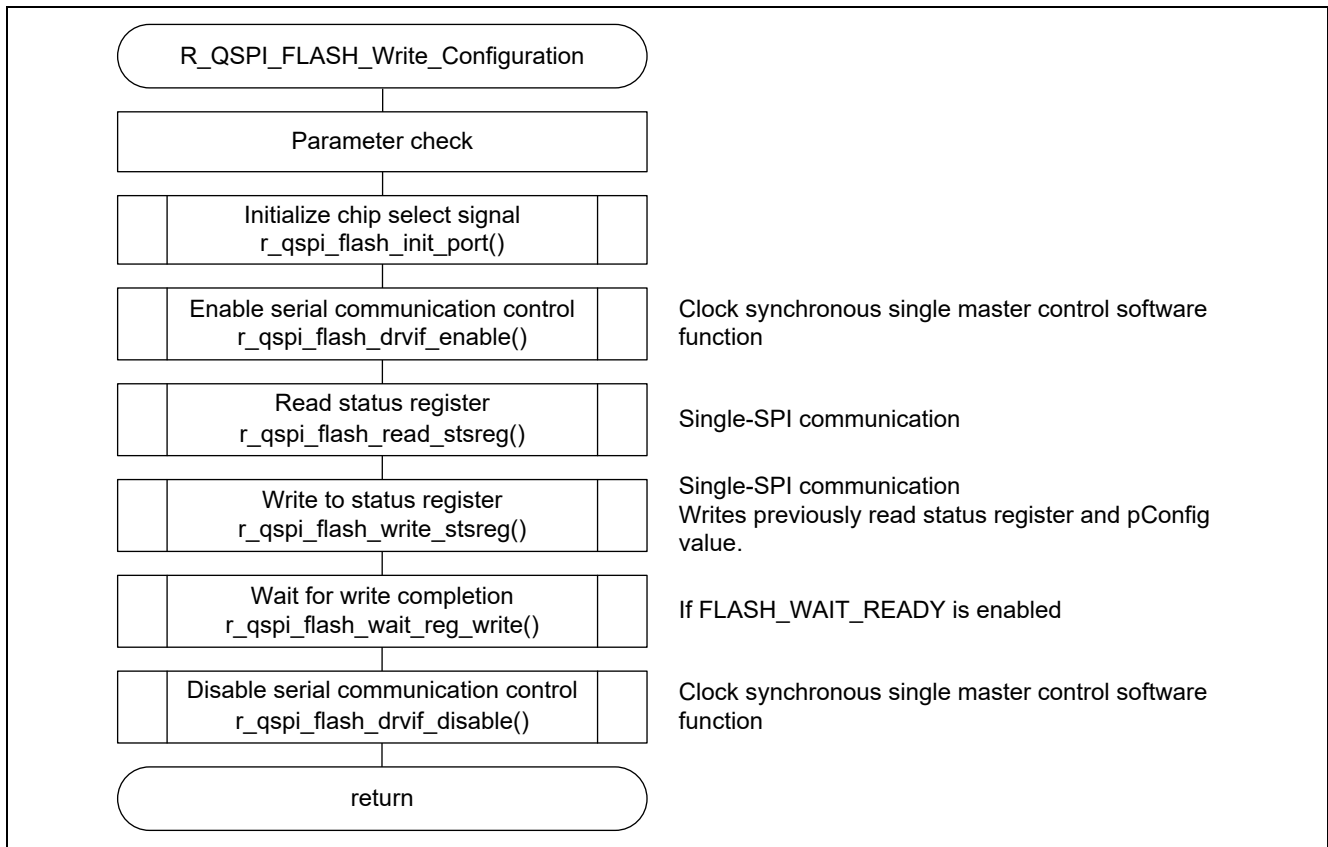 R_QSPI_FLASH_Write_Configuration
Parameter check
Initialize chip select signal
r_qspi_flash_init_port()
Enable serial communication control
r_qspi_flash_drvif_enable()
Clock synchronous single master control software
function
Read status register
r_qspi_flash_read_stsreg()
Single-SPI communication
Write to status register
r_qspi_flash_write_stsreg()
Single-SPI communication
Writes previously read status register and pConfig
value.
Wait for write completion
r_qspi_flash_wait_reg_write()
If FLASH_WAIT_READY is enabled
Disable serial communication control
r_qspi_flash_drvif_disable()
Clock synchronous single master control software
function
return